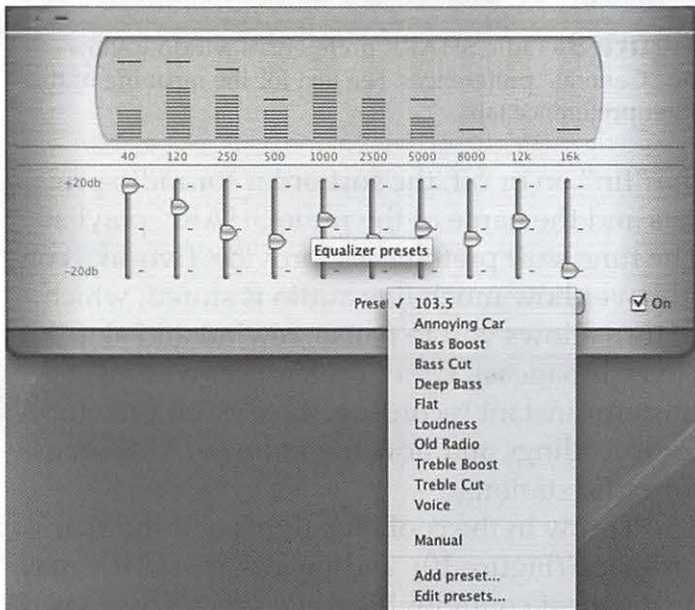 40 120 250 500 1000 2500 5000 8000 12k 16k
+20db
Equalizer presets
-20db
✓ 103.5
On
Annoying Car
Bass Boost
Bass Cut
Deep Bass
Flat
Loudness
Old Radio
Treble Boost
Treble Cut
Voice
Manual
Add preset...
Edit presets...